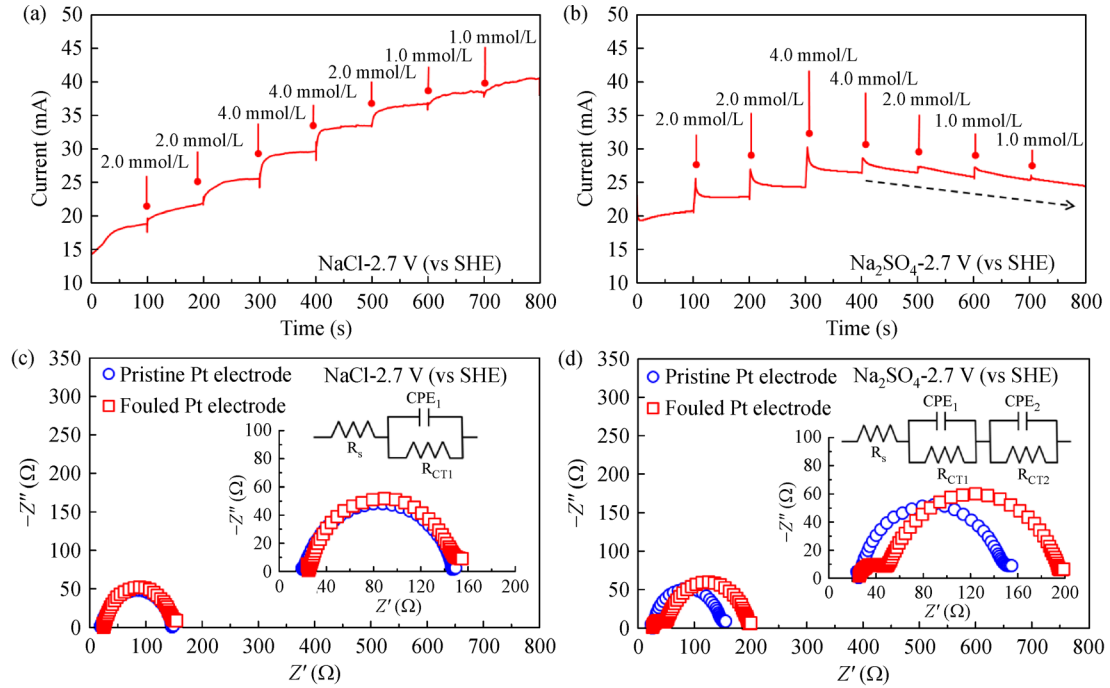 (a)
50
45
40
35
30
25
20
15
10
Current (mA)
2.0 mmol/L
2.0 mmol/L
4.0 mmol/L
4.0 mmol/L
2.0 mmol/L
1.0 mmol/L
1.0 mmol/L
NaCl-2.7 V (vs SHE)
0 100 200 300 400 500 600 700 800
Time (s)
(b)
50
45
40
35
30
25
20
15
10
Current (mA)
2.0 mmol/L
2.0 mmol/L
4.0 mmol/L
4.0 mmol/L
2.0 mmol/L
1.0 mmol/L
1.0 mmol/L
Na₂SO₄-2.7 V (vs SHE)
0 100 200 300 400 500 600 700 800
Time (s)
(c)
350
300
250
200
150
100
50
0
−Z″ (Ω)
Pristine Pt electrode
Fouled Pt electrode
NaCl-2.7 V (vs SHE)
CPE₁
Rₛ
R_CT1
100
80
60
40
20
0
−Z″ (Ω)
0 40 80 120 160 200
Z′ (Ω)
0 100 200 300 400 500 600 700 800
Z′ (Ω)
(d)
350
300
250
200
150
100
50
0
−Z″ (Ω)
Pristine Pt electrode
Fouled Pt electrode
Na₂SO₄-2.7 V (vs SHE)
CPE₁ CPE₂
Rₛ
R_CT1 R_CT2
100
80
60
40
20
0
−Z″ (Ω)
0 40 80 120 160 200
Z′ (Ω)
0 100 200 300 400 500 600 700 800
Z′ (Ω)